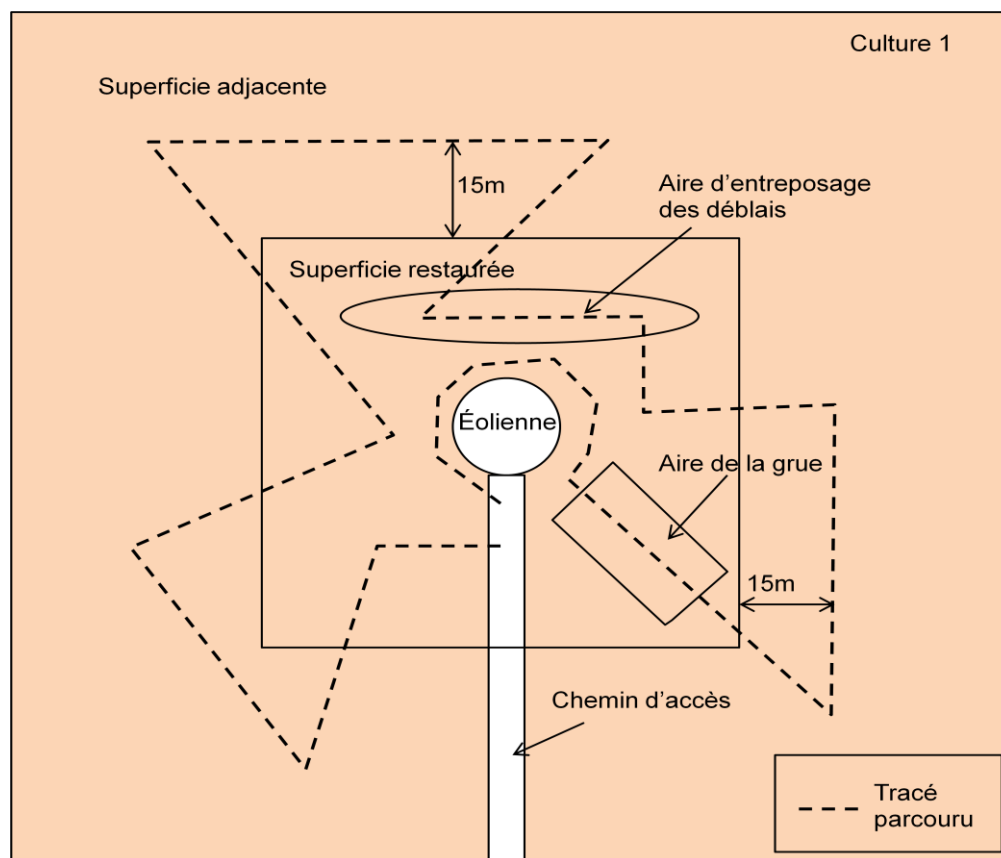 Culture 1
Superficie adjacente
15m
Aire d'entreposage
des déblais
Superficie restaurée
Éolienne
Aire de la grue
15m
Chemin d'accès
Tracé
parcouru